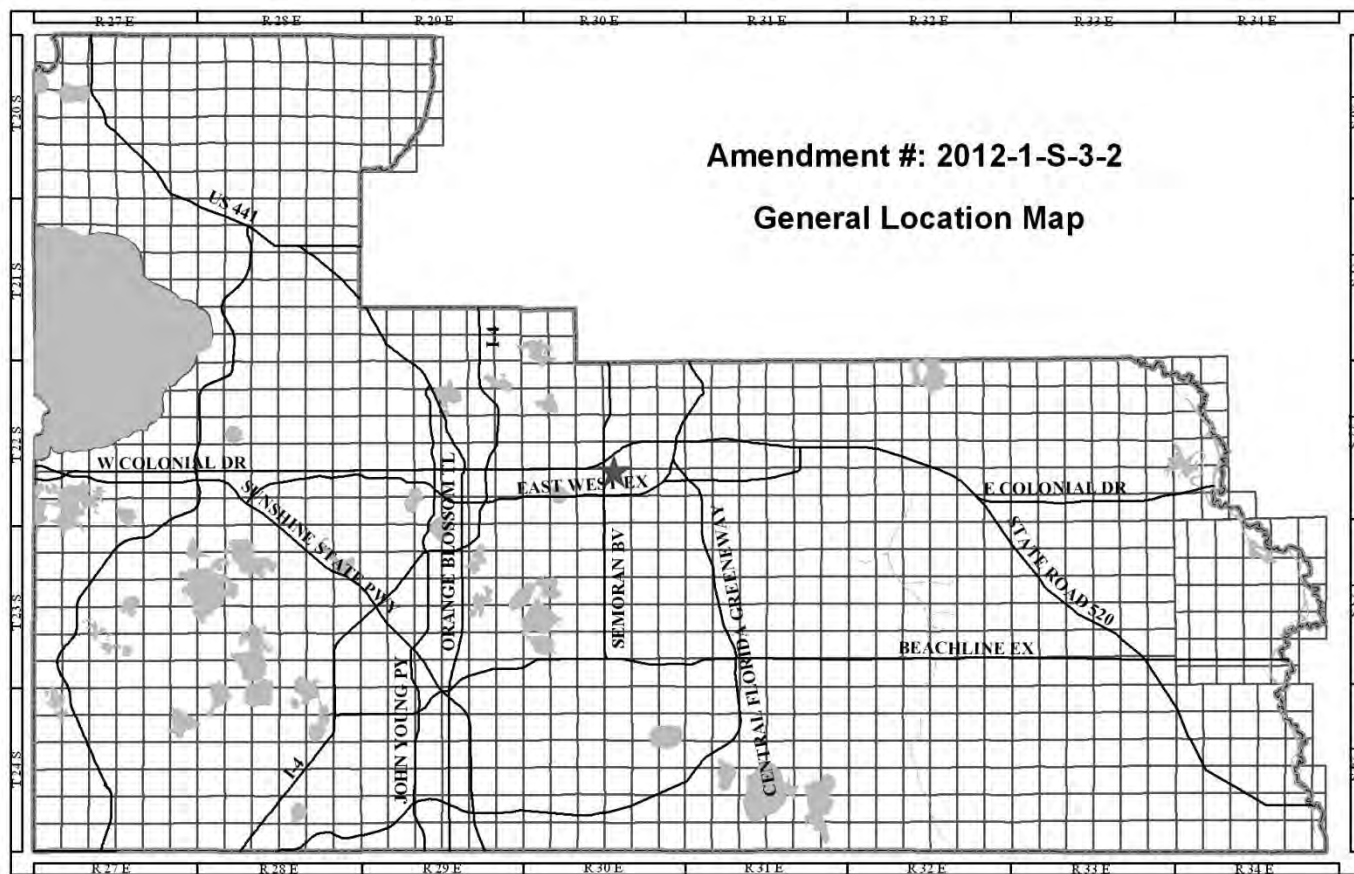 R 27 E
R 28 E
R 29 E
R 30 E
R 31 E
R 32 E
R 33 E
R 34 E
T 20 S
Amendment #: 2012-1-S-3-2
General Location Map
US 441
T 21 S
I-4
T 22 S
W COLONIAL DR
EAST WEST EX
E COLONIAL DR
SUNSHINE STATE PWY
ORANGE BLOSSOM TL
SEMORAN BV
CENTRAL FLORIDA GREENEWAY
STATE ROAD 520
T 23 S
BEACHLINE EX
JOHN YOUNG PY
I-4
T 24 S
R 27 E
R 28 E
R 29 E
R 30 E
R 31 E
R 32 E
R 33 E
R 34 E